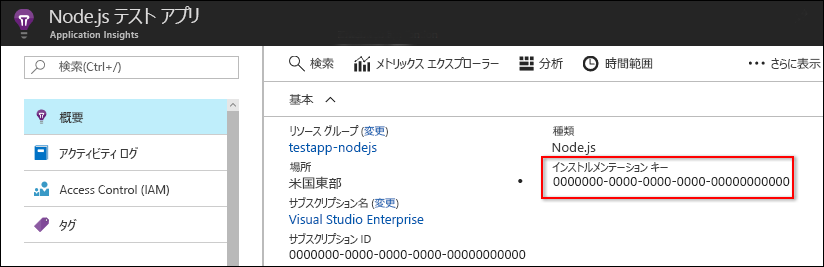 Node.js テスト アプリ
Application Insights
検索(Ctrl+/)
概要
アクティビティ ログ
Access Control (IAM)
タグ
検索 メトリックス エクスプローラー 分析 時間範囲 ••• さらに表示
基本
リソース グループ (変更)
testapp-nodejs
場所
米国東部
サブスクリプション名 (変更)
Visual Studio Enterprise
サブスクリプション ID
0000000-0000-0000-0000-00000000000
種類
Node.js
インストルメンテーション キー
0000000-0000-0000-0000-00000000000